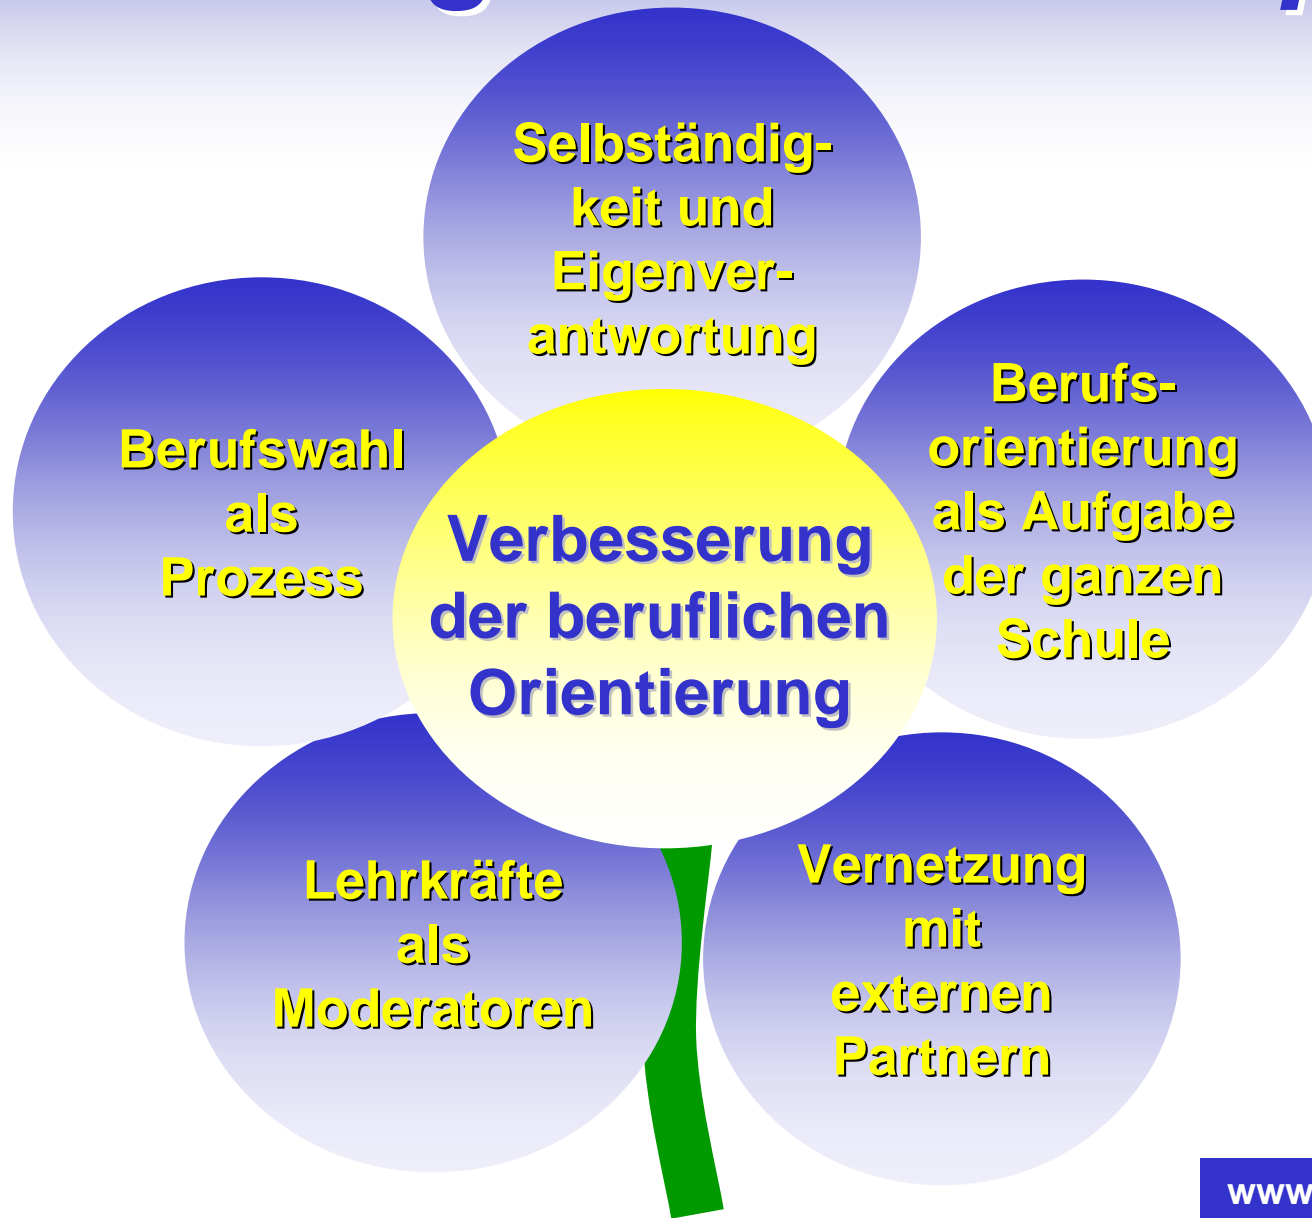 Selbständig-
keit und
Eigenver-
antwortung
Berufswahl
als
Prozess
Berufs-
orientierung
als Aufgabe
der ganzen
Schule
Verbesserung
der beruflichen
Orientierung
Lehrkräfte
als
Moderatoren
Vernetzung
mit
externen
Partnern
www